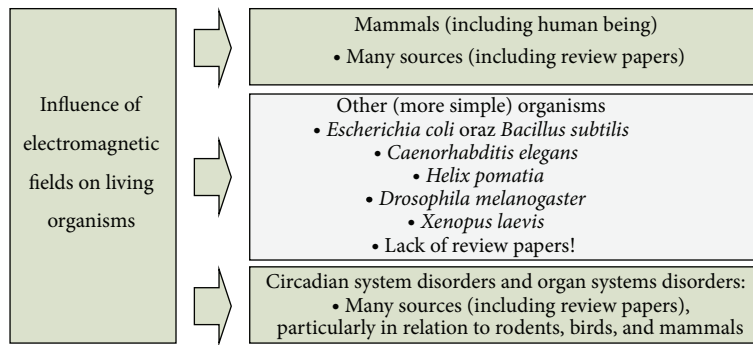 Influence of
electromagnetic
fields on living
organisms
Mammals (including human being)
• Many sources (including review papers)
Other (more simple) organisms
• Escherichia coli oraz Bacillus subtilis
• Caenorhabditis elegans
• Helix pomatia
• Drosophila melanogaster
• Xenopus laevis
• Lack of review papers!
Circadian system disorders and organ systems disorders:
• Many sources (including review papers),
particularly in relation to rodents, birds, and mammals